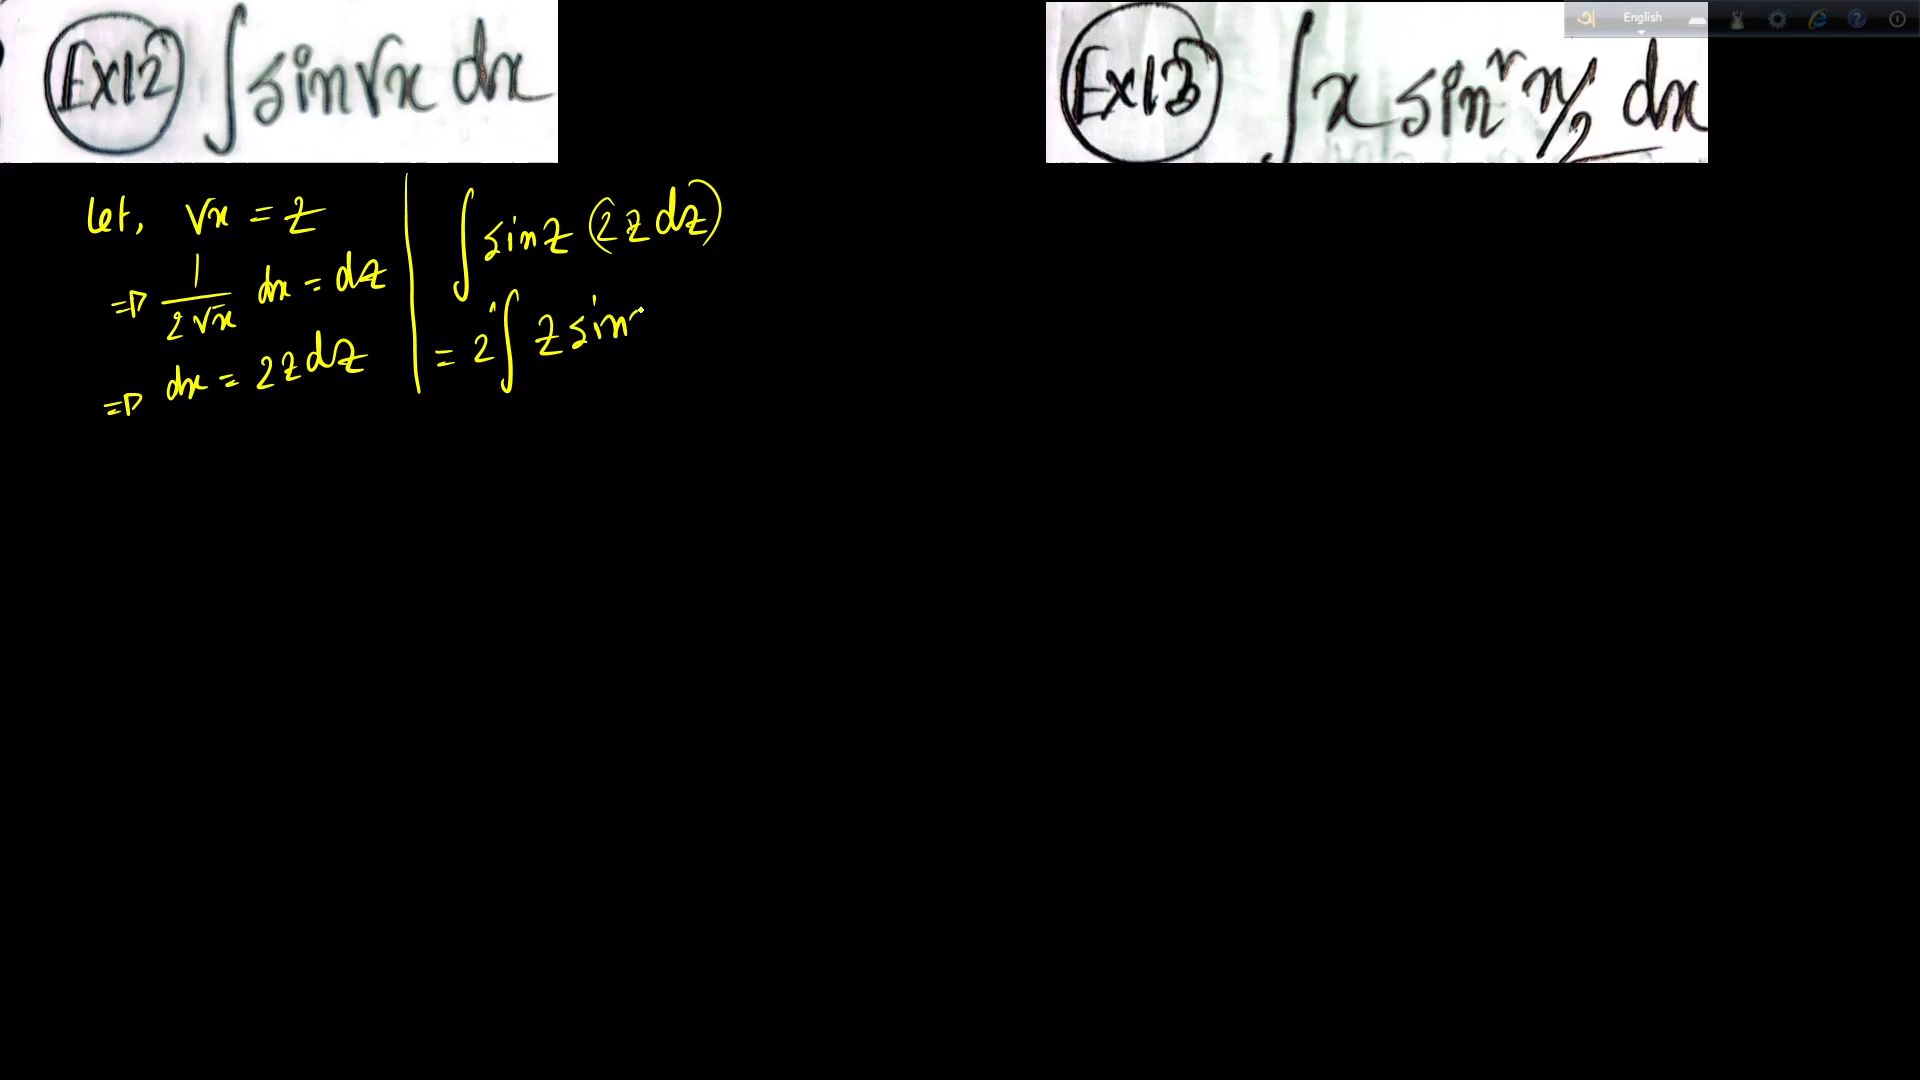 Ex12 ∫ sin√x dx
Ex13 ∫ x sin² x/2 dx
English
Let, √x = z
⇒ 1/(2√x) dx = dz
⇒ dx = 2z dz
∫ sin z (2z dz)
= 2 ∫ z sin